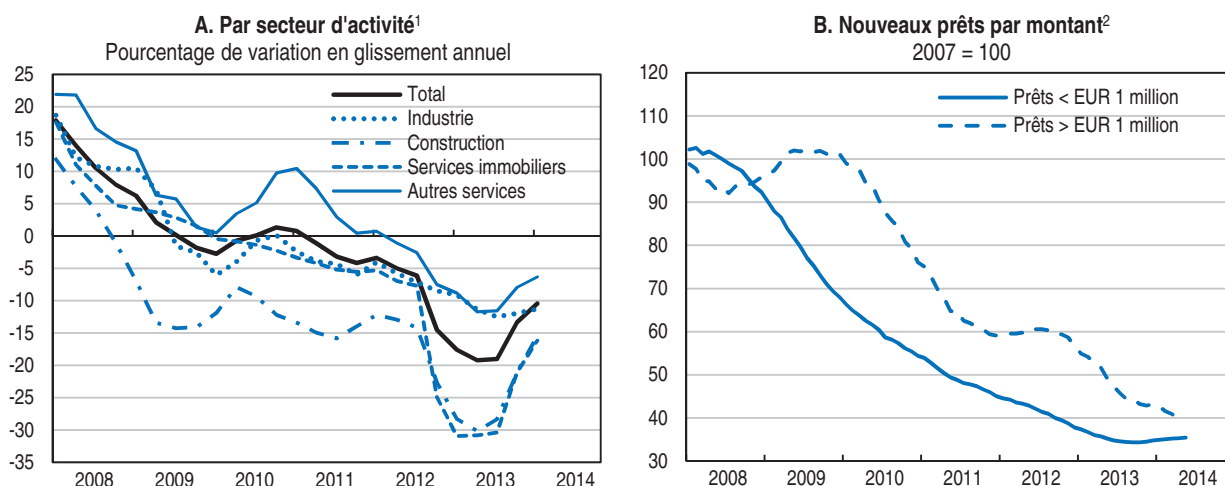 A. Par secteur d'activité¹
Pourcentage de variation en glissement annuel
25
20
15
10
5
0
-5
-10
-15
-20
-25
-30
-35
Total
Industrie
Construction
Services immobiliers
Autres services
2008 2009 2010 2011 2012 2013 2014
B. Nouveaux prêts par montant²
2007 = 100
120
110
100
90
80
70
60
50
40
30
Prêts < EUR 1 million
Prêts > EUR 1 million
2008 2009 2010 2011 2012 2013 2014